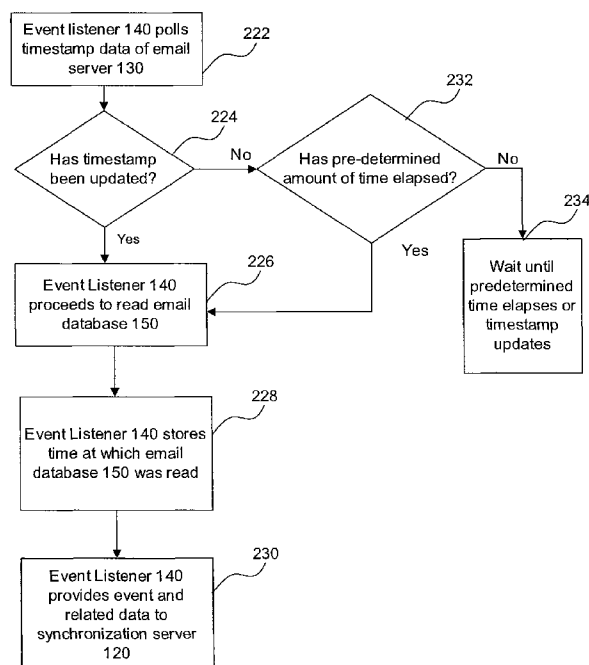 Event listener 140 polls
timestamp data of email
server 130
222
224
Has timestamp
been updated?
No
Yes
232
Has pre-determined
amount of time elapsed?
No
Yes
234
Wait until
predetermined
time elapses or
timestamp
updates
226
Event Listener 140
proceeds to read email
database 150
228
Event Listener 140 stores
time at which email
database 150 was read
230
Event Listener 140
provides event and
related data to
synchronization server
120